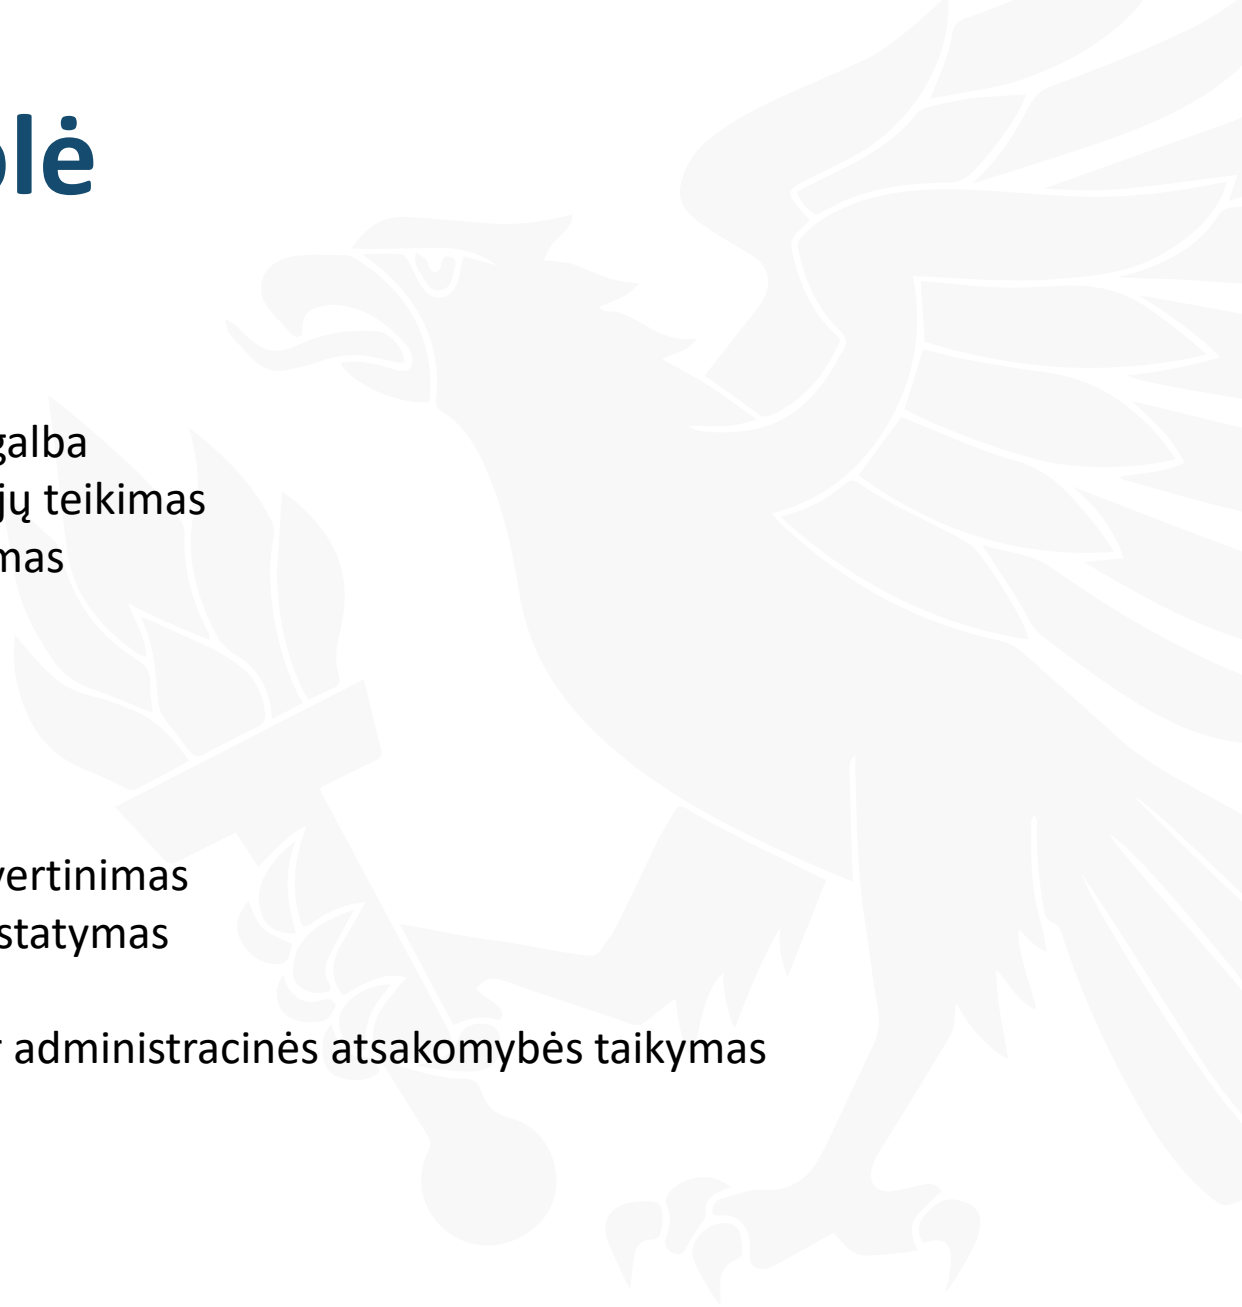 lė
galba
jų teikimas
mas
vertinimas
statymas
administracinės atsakomybės taikymas